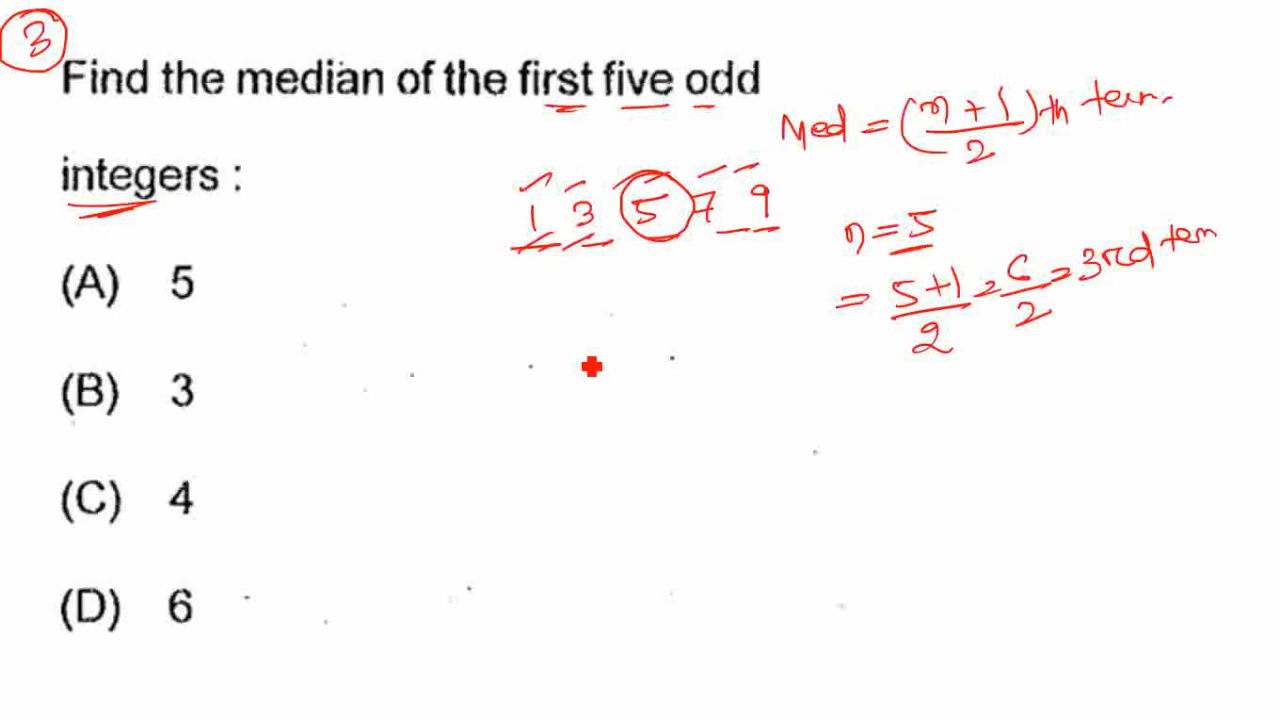 3
Find the median of the first five odd
integers :
Med = (n + 1 / 2)th term.
1 3 5 7 9
n = 5
= 5+1 / 2 = 6 / 2 = 3rd term
(A) 5
(B) 3
(C) 4
(D) 6